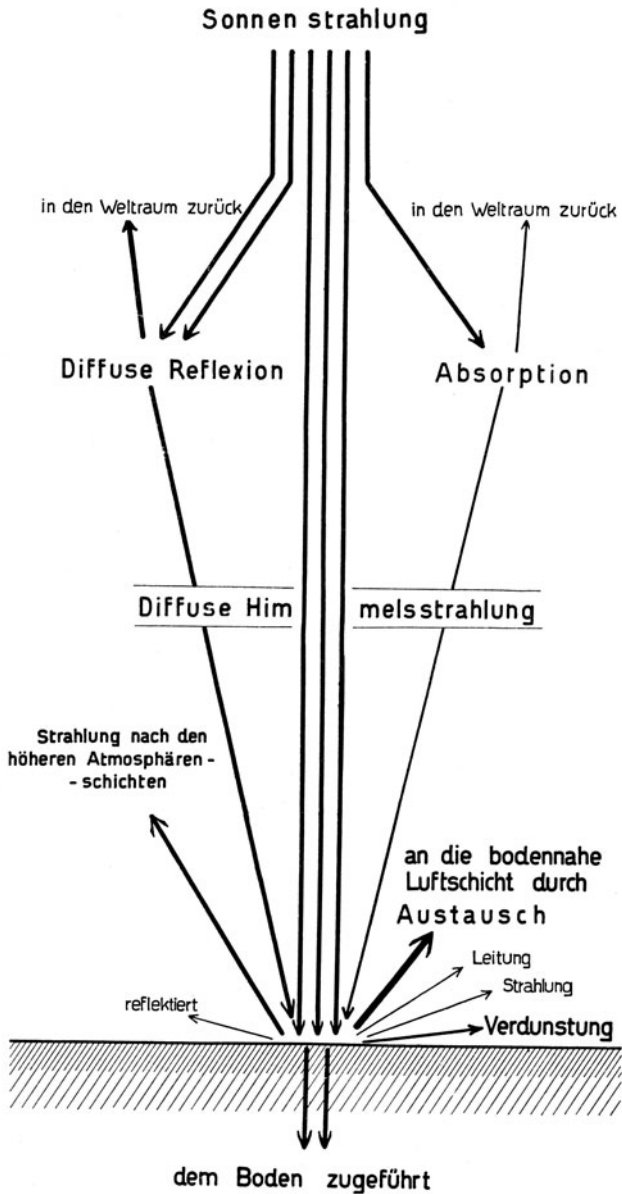 Sonnen strahlung
in den Weltraum zurück
in den Weltraum zurück
Diffuse Reflexion
Absorption
Diffuse Him melsstrahlung
Strahlung nach den
höheren Atmosphären -
- schichten
an die bodennahe
Luftschicht durch
Austausch
Leitung
Strahlung
reflektiert
Verdunstung
dem Boden zugeführt